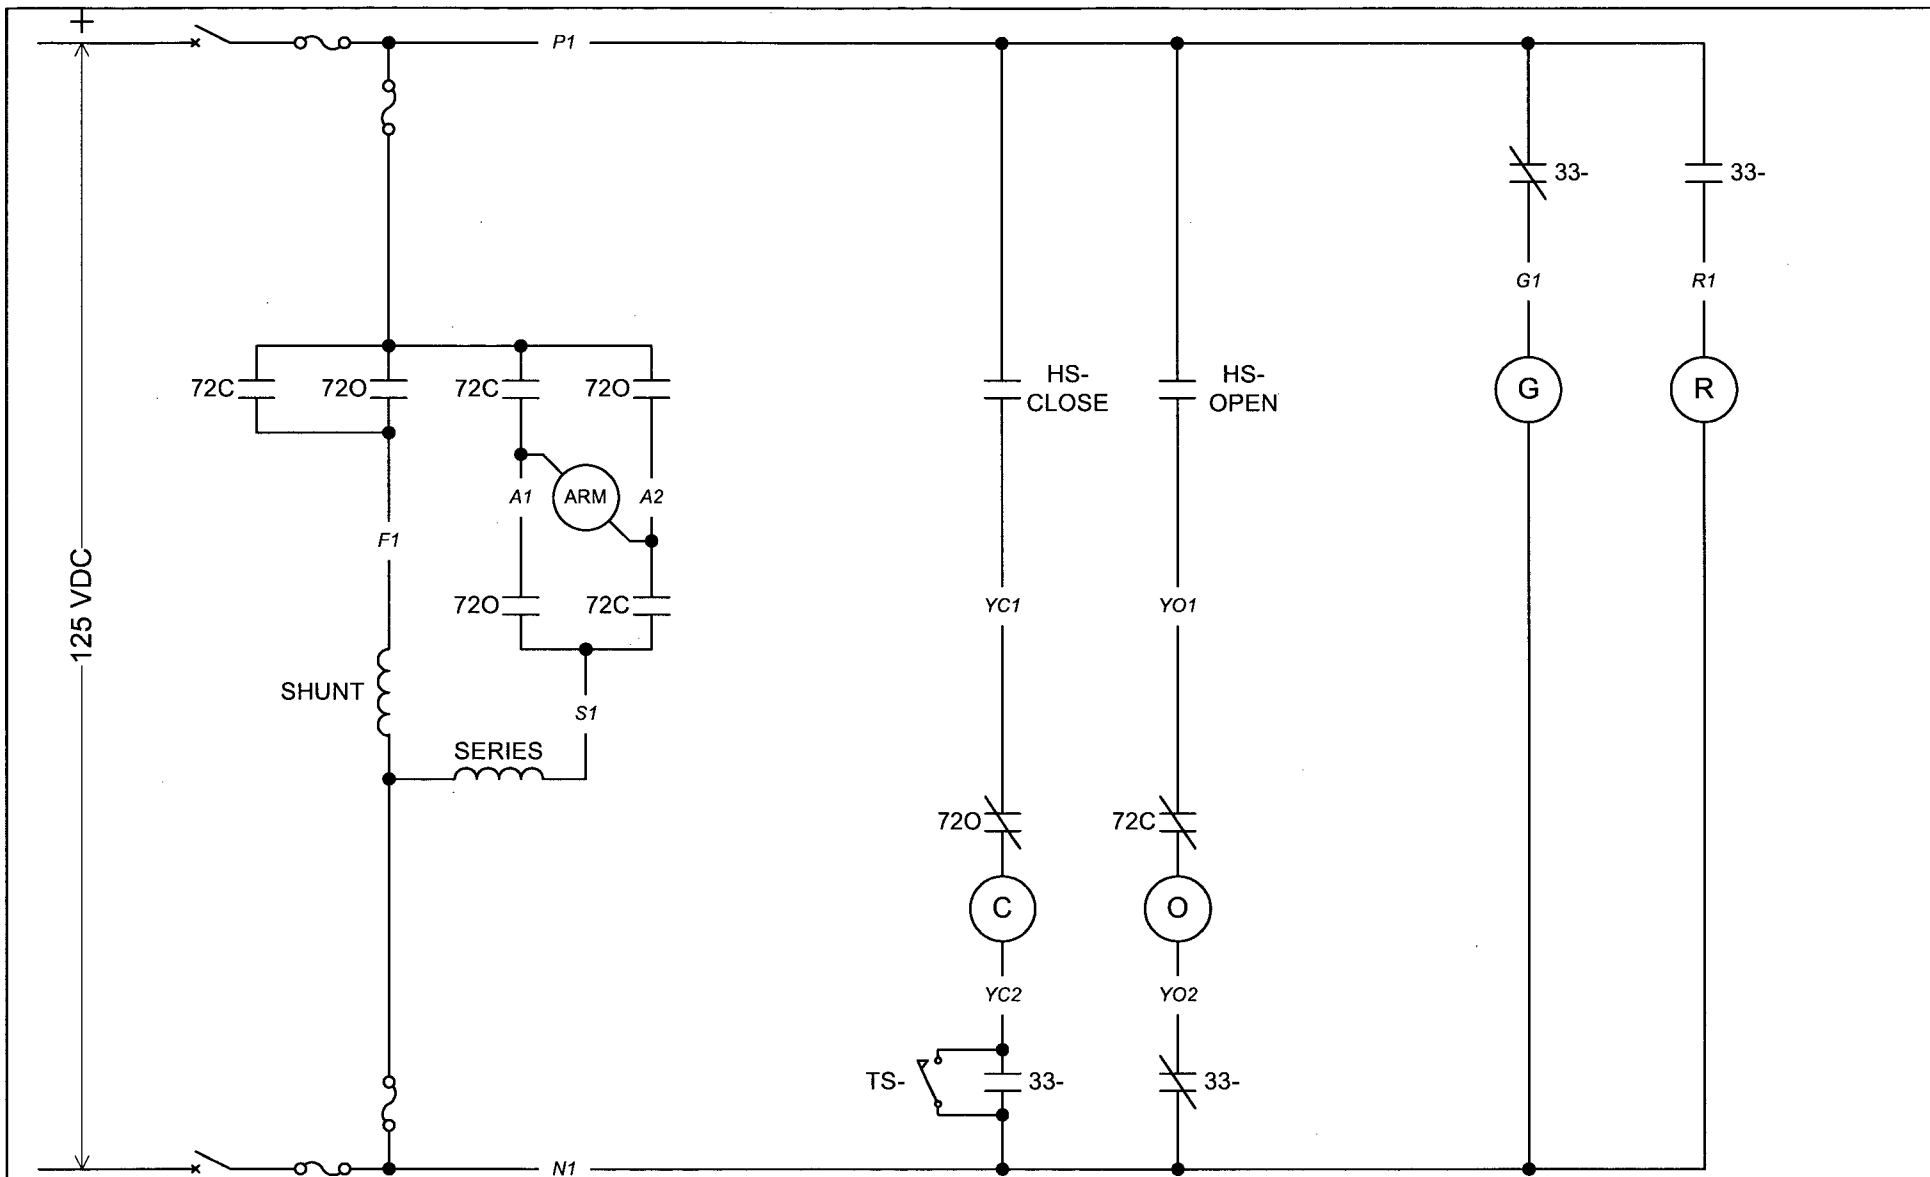 +
P1
33-
33-
G1
R1
72C
72O
72C
72O
HS-
CLOSE
HS-
OPEN
G
R
A1
ARM
A2
F1
125 VDC
72O
72C
YC1
YO1
SHUNT
S1
SERIES
72O
72C
C
O
YC2
YO2
TS-
33-
33-
N1